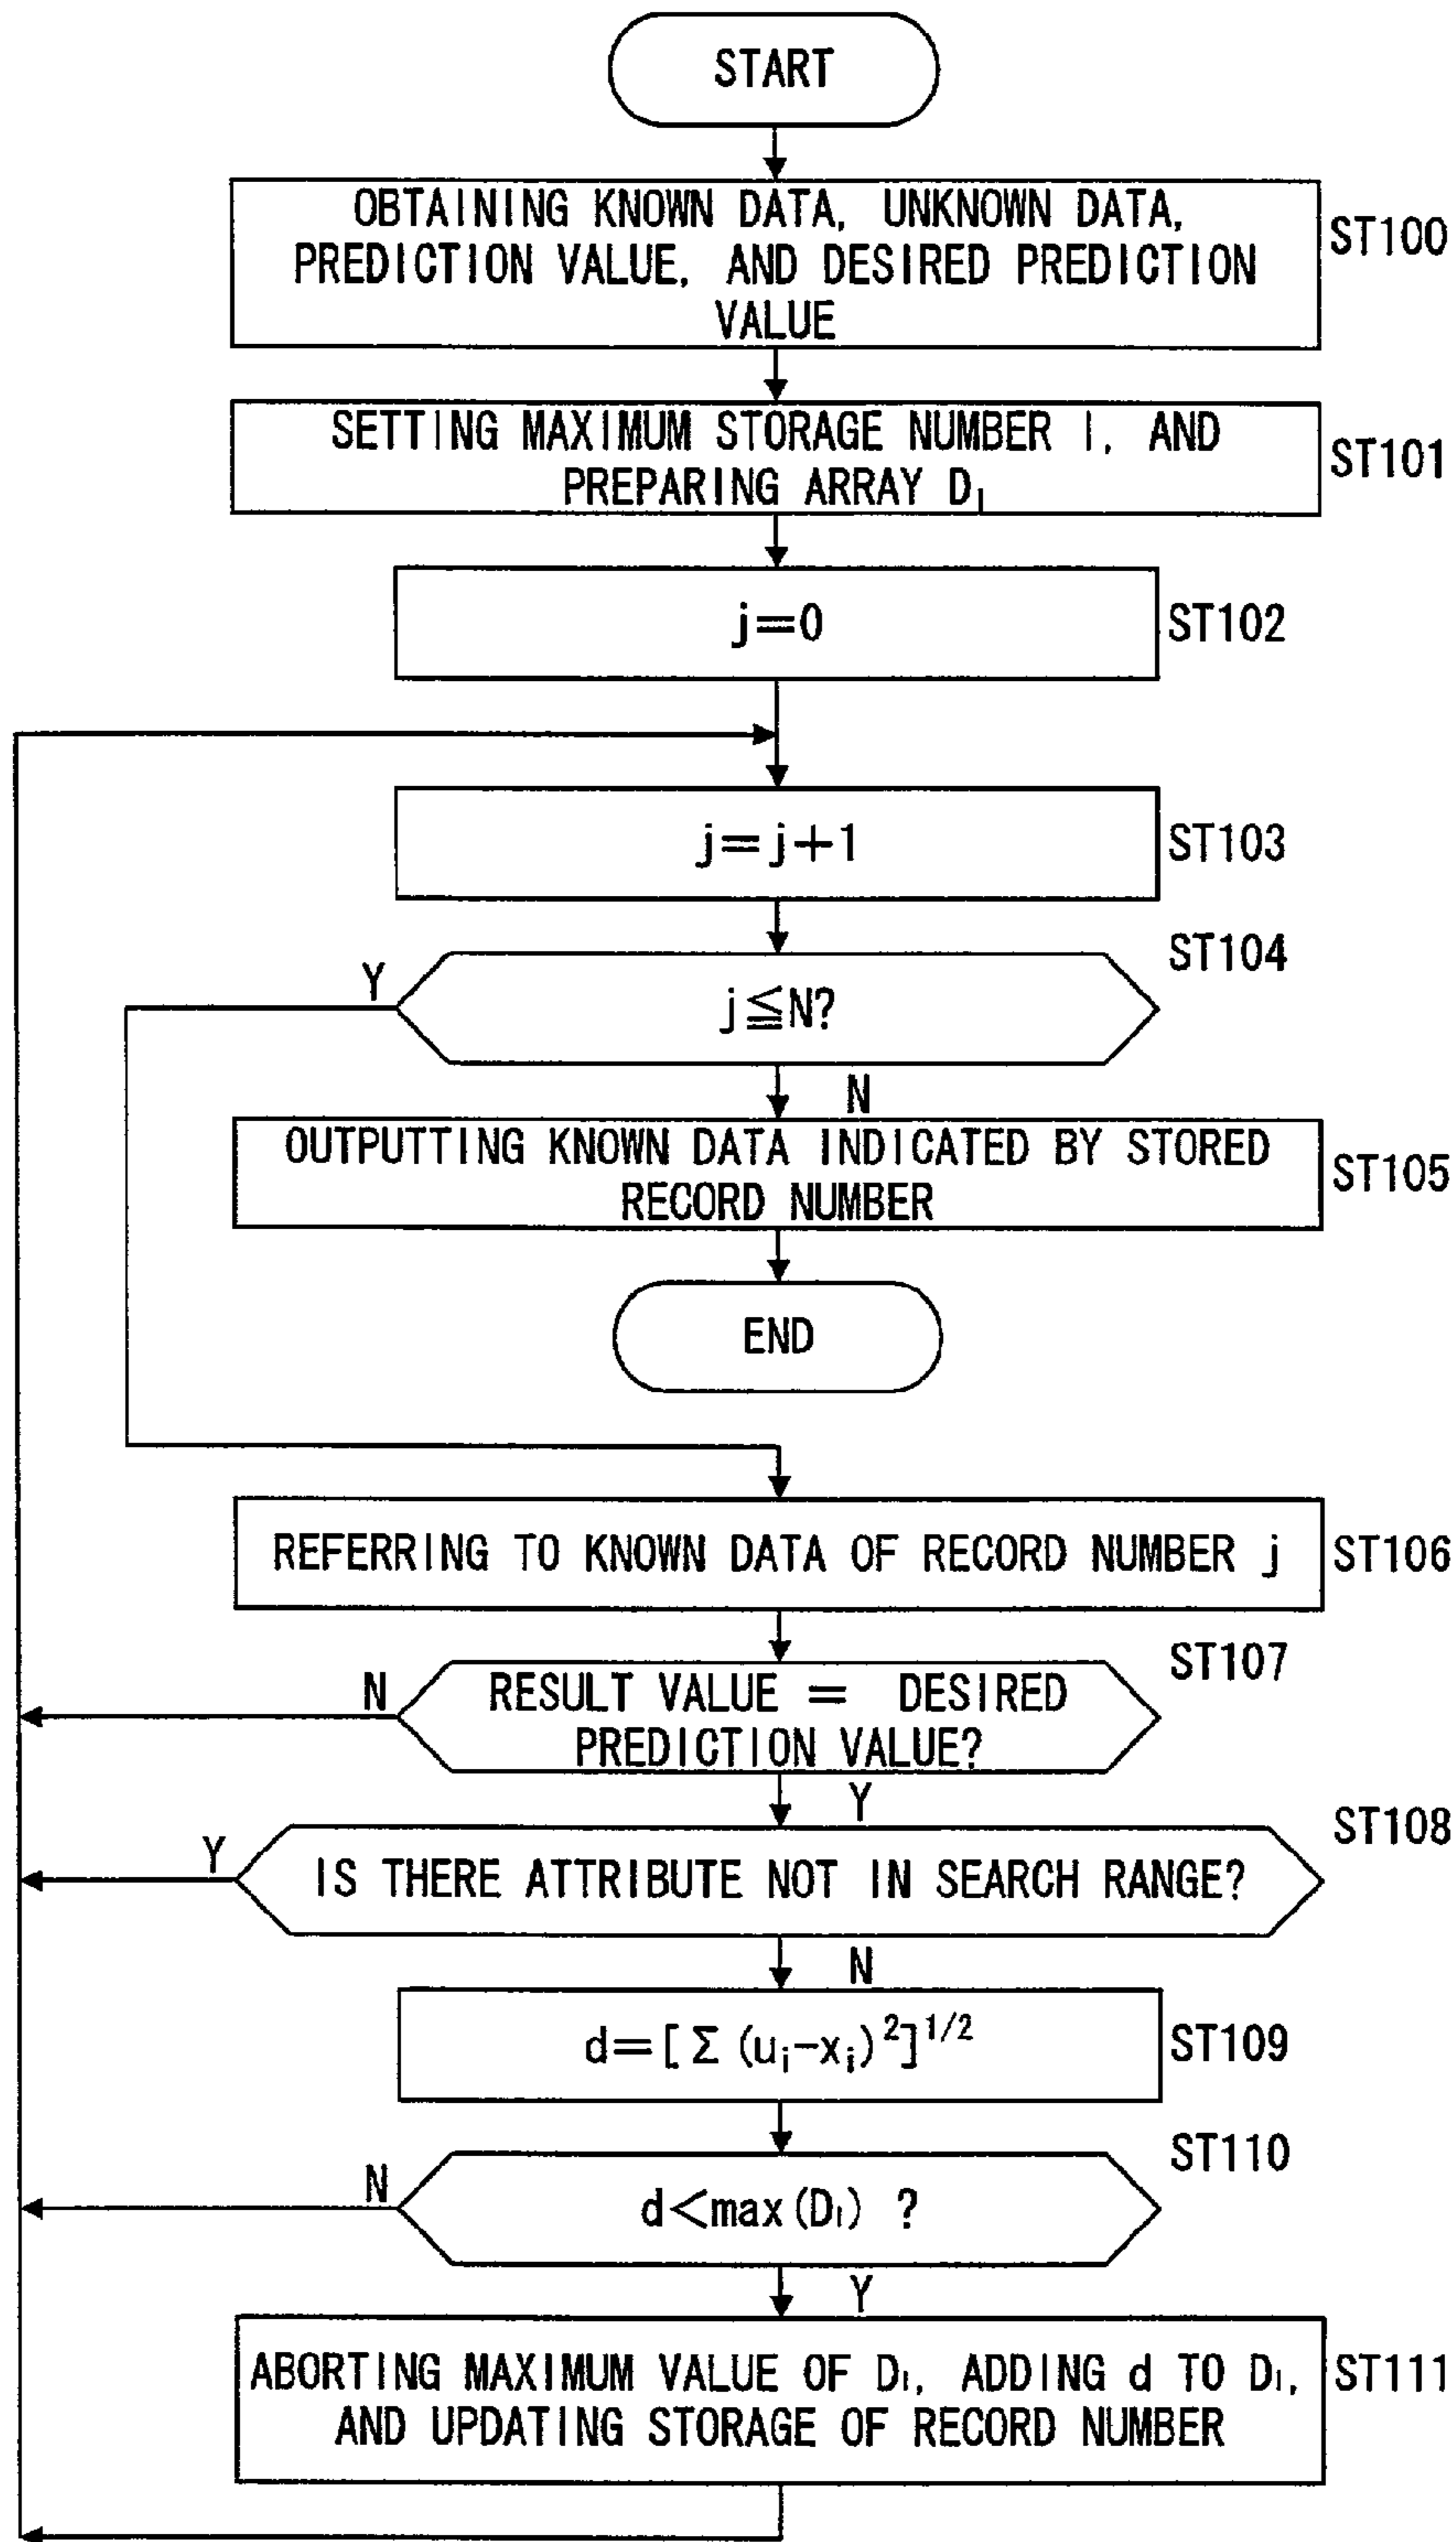 START
OBTAINING KNOWN DATA, UNKNOWN DATA,
PREDICTION VALUE, AND DESIRED PREDICTION
VALUE
ST100
SETTING MAXIMUM STORAGE NUMBER l, AND
PREPARING ARRAY Dl
ST101
j=0
ST102
j=j+1
ST103
ST104
Y
j≦N?
N
OUTPUTTING KNOWN DATA INDICATED BY STORED
RECORD NUMBER
ST105
END
REFERRING TO KNOWN DATA OF RECORD NUMBER j
ST106
ST107
N
RESULT VALUE = DESIRED
PREDICTION VALUE?
Y
ST108
Y
IS THERE ATTRIBUTE NOT IN SEARCH RANGE?
N
d=[Σ(ui-xi)²]^1/2
ST109
ST110
N
d<max(Dl) ?
Y
ABORTING MAXIMUM VALUE OF Dl, ADDING d TO Dl,
AND UPDATING STORAGE OF RECORD NUMBER
ST111